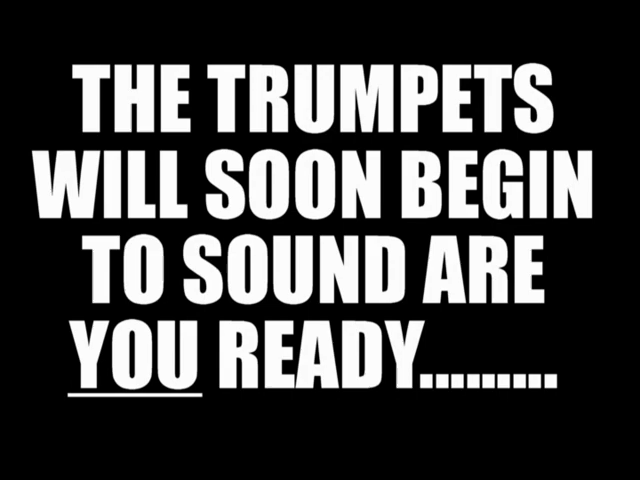 THE TRUMPETS
WILL SOON BEGIN
TO SOUND ARE
YOU READY.........